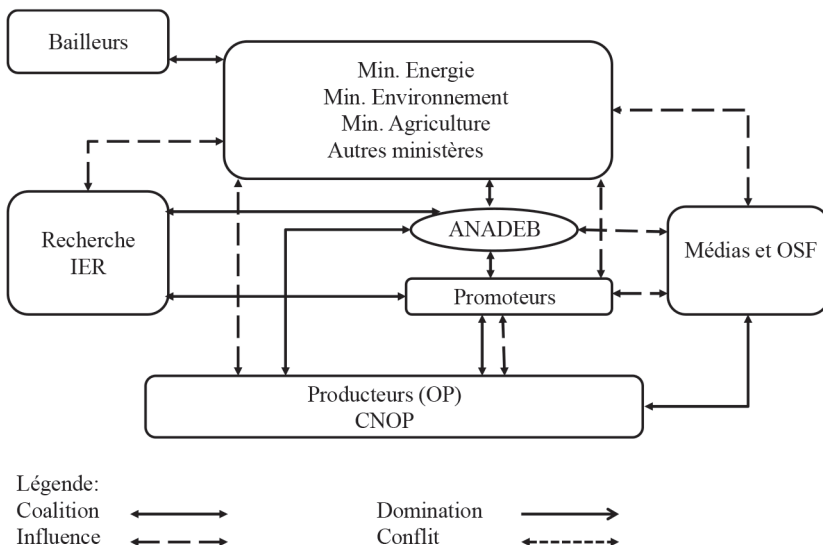 Bailleurs
Min. Energie
Min. Environnement
Min. Agriculture
Autres ministères
Recherche
IER
ANADEB
Médias et OSF
Promoteurs
Producteurs (OP)
CNOP
Légende:
Coalition
Domination
Influence
Conflit